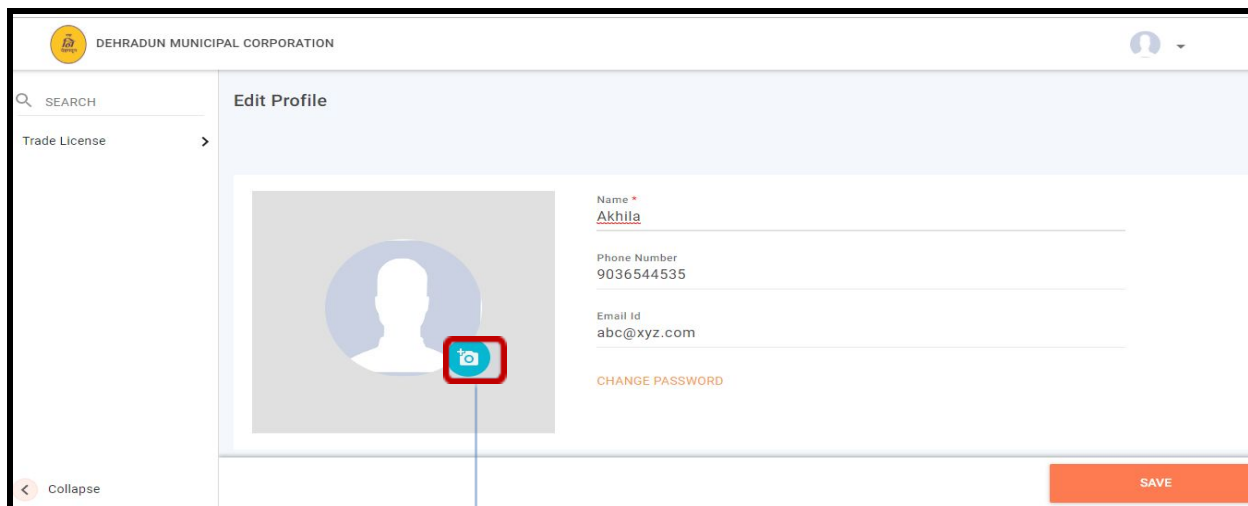 DEHRADUN MUNICIPAL CORPORATION
SEARCH
Trade License
Edit Profile
Name *
Akhila
Phone Number
9036544535
Email Id
abc@xyz.com
CHANGE PASSWORD
Collapse
SAVE